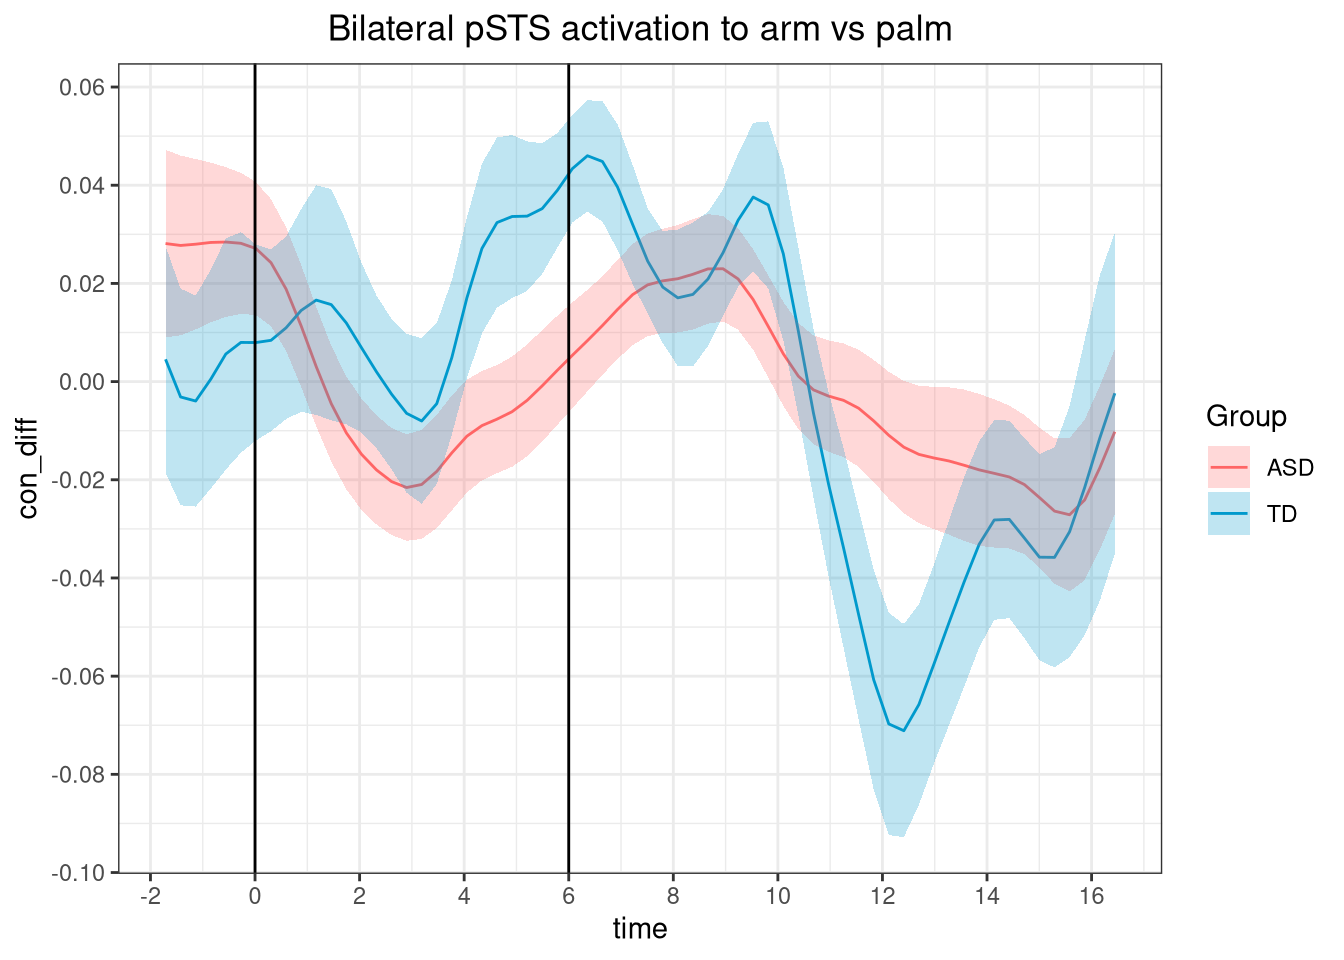 Bilateral pSTS activation to arm vs palm
0.06
0.04
0.02
0.00
-0.02
-0.04
-0.06
-0.08
-0.10
con_diff
-2 0 2 4 6 8 10 12 14 16
time
Group
ASD
TD